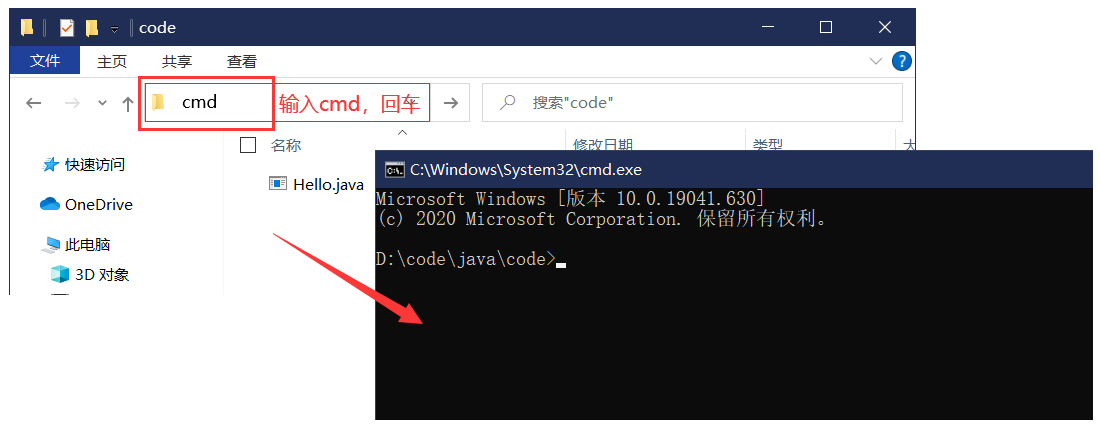 code
文件 主页 共享 查看
cmd 输入cmd，回车 搜索"code"
名称 修改日期 类型 大
快速访问
Hello.java
OneDrive
此电脑
3D 对象
C:\Windows\System32\cmd.exe
Microsoft Windows [版本 10.0.19041.630]
(c) 2020 Microsoft Corporation. 保留所有权利。
D:\code\java\code>